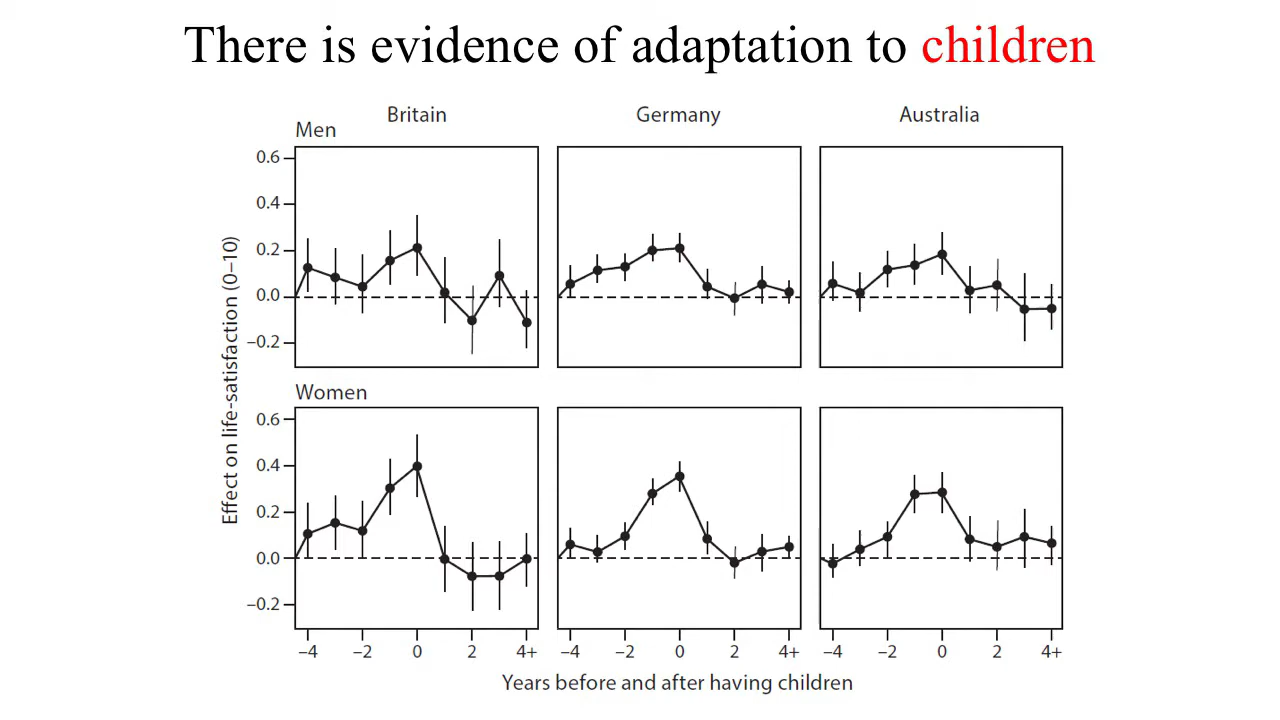 There is evidence of adaptation to children
Britain Germany Australia
Men
0.6
0.4
0.2
0.0
–0.2
Effect on life-satisfaction (0–10)
Women
0.6
0.4
0.2
0.0
–0.2
–4 –2 0 2 4+ –4 –2 0 2 4+ –4 –2 0 2 4+
Years before and after having children